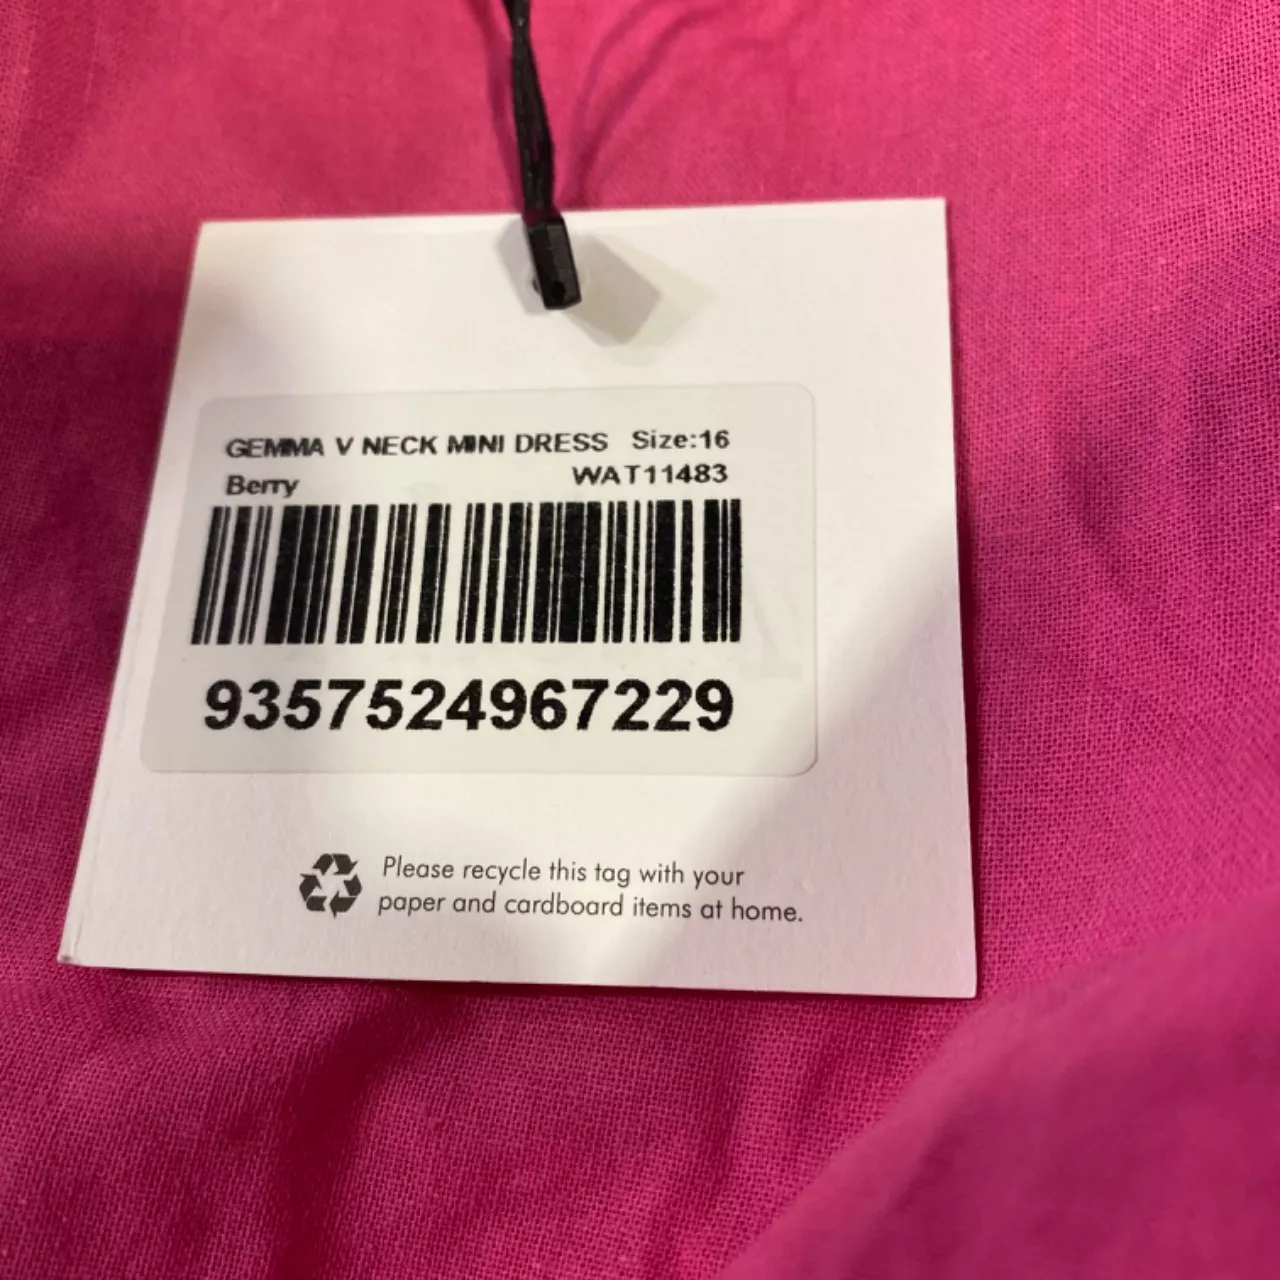 GEMMA V NECK MINI DRESS Size:16
Berry WAT11483
9357524967229
Please recycle this tag with your
paper and cardboard items at home.